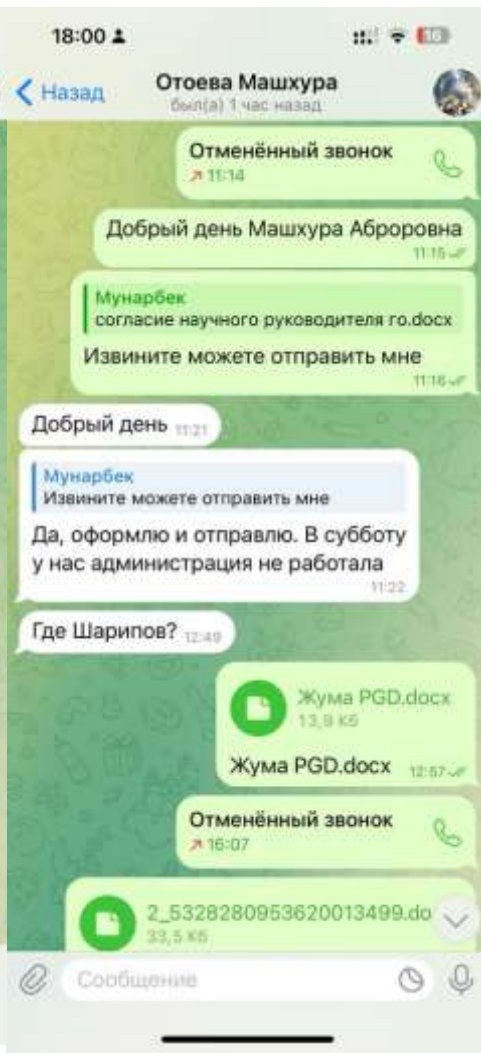 18:00
16
Назад
Отоева Машхура
был(а) 1 час назад
Отменённый звонок
11:14
Добрый день Машхура Аброровна
11:15
Мунарбек
согласие научного руководителя го.docx
Извините можете отправить мне
11:16
Добрый день 11:21
Мунарбек
Извините можете отправить мне
Да, оформлю и отправлю. В субботу
у нас администрация не работала
11:22
Где Шарипов? 12:49
Жума PGD.docx
13,9 Кб
Жума PGD.docx 12:57
Отменённый звонок
16:07
2_5328280953620013499.do
33,5 Кб
Сообщение